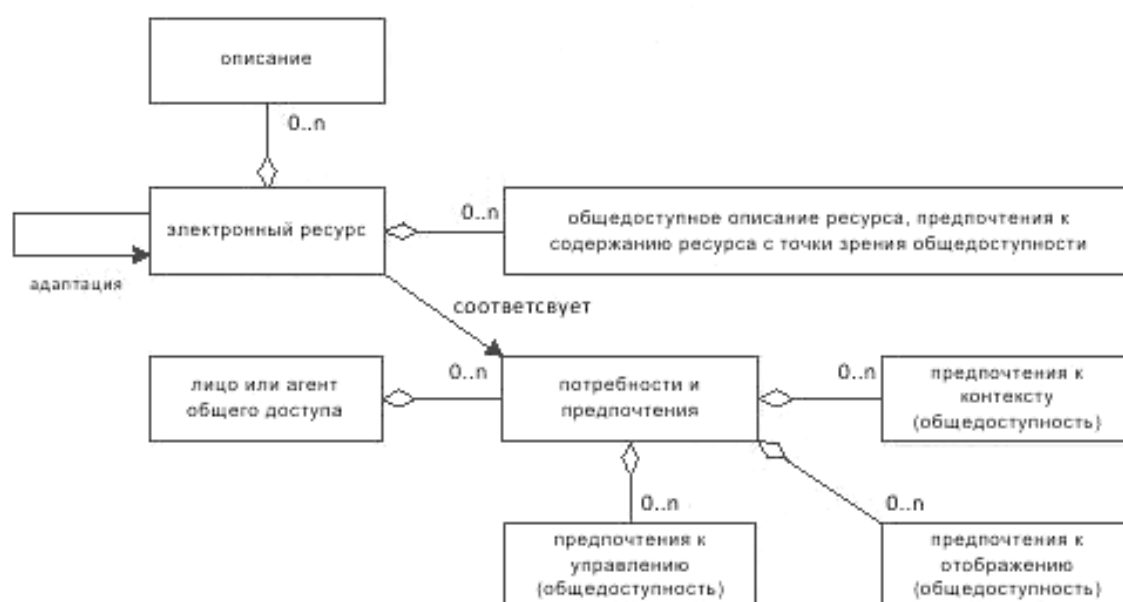 описание
0..n
электронный ресурс
0..n
общедоступное описание ресурса, предпочтения к
содержанию ресурса с точки зрения общедоступности
адаптация
соответсвует
лицо или агент
общего доступа
0..n
потребности и
предпочтения
0..n
предпочтения к
контексту
(общедоступность)
0..n
0..n
предпочтения к
управлению
(общедоступность)
предпочтения к
отображению
(общедоступность)